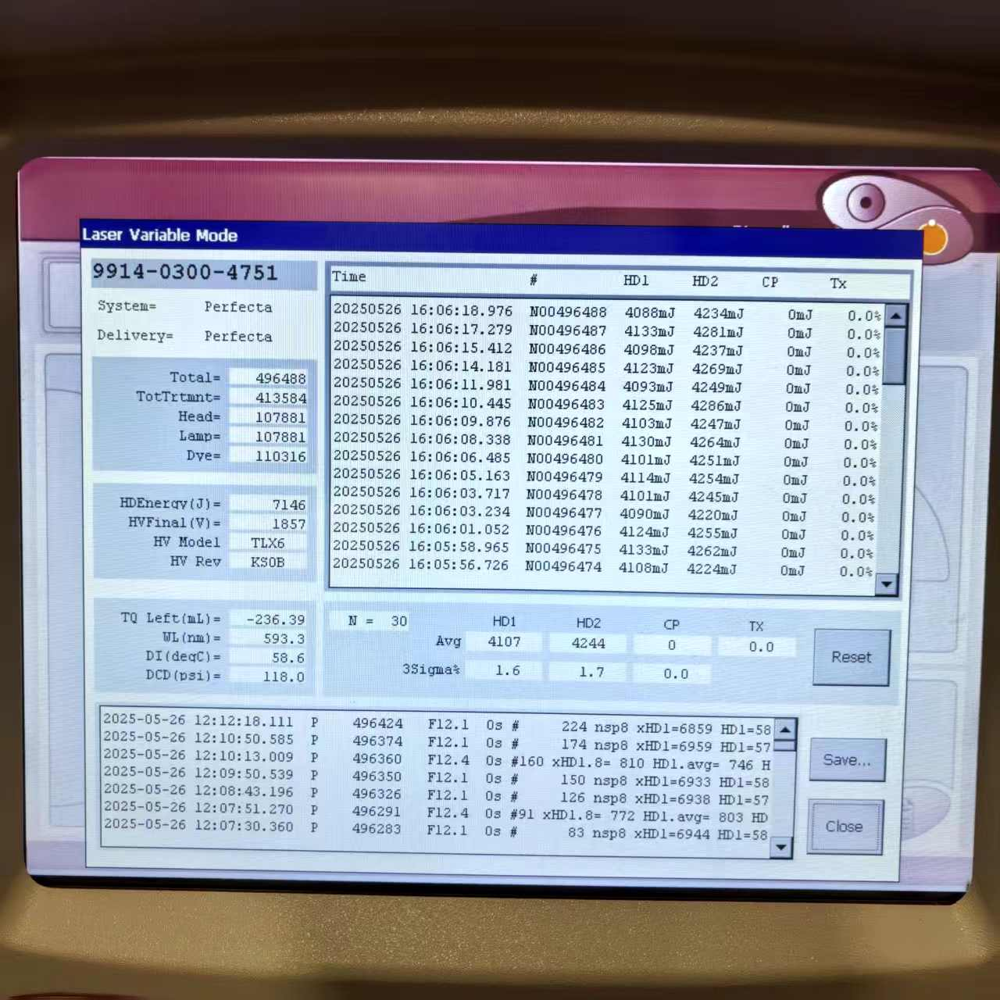 Laser Variable Mode
9914-0300-4751
System= Perfecta
Delivery= Perfecta
Total= 496488
TotTrtmnt= 413584
Head= 107881
Lamp= 107881
Dye= 110316
HDEnergy(J)= 7146
HVFinal(V)= 1857
HV Model TLX6
HV Rev KS0B
TQ Left(mL)= -236.39
WL(nm)= 593.3
DI(degC)= 58.6
DCD(psi)= 118.0
Time # HD1 HD2 CP Tx
20250526 16:06:18.976 N00496488 4088mJ 4234mJ 0mJ 0.0%
20250526 16:06:17.279 N00496487 4133mJ 4281mJ 0mJ 0.0%
20250526 16:06:15.412 N00496486 4098mJ 4237mJ 0mJ 0.0%
20250526 16:06:14.181 N00496485 4123mJ 4269mJ 0mJ 0.0%
20250526 16:06:11.981 N00496484 4093mJ 4249mJ 0mJ 0.0%
20250526 16:06:10.445 N00496483 4125mJ 4286mJ 0mJ 0.0%
20250526 16:06:09.876 N00496482 4103mJ 4247mJ 0mJ 0.0%
20250526 16:06:08.338 N00496481 4130mJ 4264mJ 0mJ 0.0%
20250526 16:06:06.485 N00496480 4101mJ 4251mJ 0mJ 0.0%
20250526 16:06:05.163 N00496479 4114mJ 4254mJ 0mJ 0.0%
20250526 16:06:03.717 N00496478 4101mJ 4245mJ 0mJ 0.0%
20250526 16:06:03.234 N00496477 4090mJ 4220mJ 0mJ 0.0%
20250526 16:06:01.052 N00496476 4124mJ 4255mJ 0mJ 0.0%
20250526 16:05:58.965 N00496475 4133mJ 4262mJ 0mJ 0.0%
20250526 16:05:56.726 N00496474 4108mJ 4224mJ 0mJ 0.0%
N = 30 HD1 HD2 CP TX
Avg 4107 4244 0 0.0
3Sigma% 1.6 1.7 0.0
Reset
2025-05-26 12:12:18.111 P 496424 F12.1 0s # 224 nsp8 xHD1=6859 HD1=58
2025-05-26 12:10:50.585 P 496374 F12.1 0s # 174 nsp8 xHD1=6959 HD1=57
2025-05-26 12:10:13.009 P 496360 F12.4 0s #160 xHD1.8= 810 HD1.avg= 746 H
2025-05-26 12:09:50.539 P 496350 F12.1 0s # 150 nsp8 xHD1=6933 HD1=58
2025-05-26 12:08:43.196 P 496326 F12.1 0s # 126 nsp8 xHD1=6938 HD1=57
2025-05-26 12:07:51.270 P 496291 F12.4 0s #91 xHD1.8= 772 HD1.avg= 803 HD
2025-05-26 12:07:30.360 P 496283 F12.1 0s # 83 nsp8 xHD1=6944 HD1=58
Save...
Close